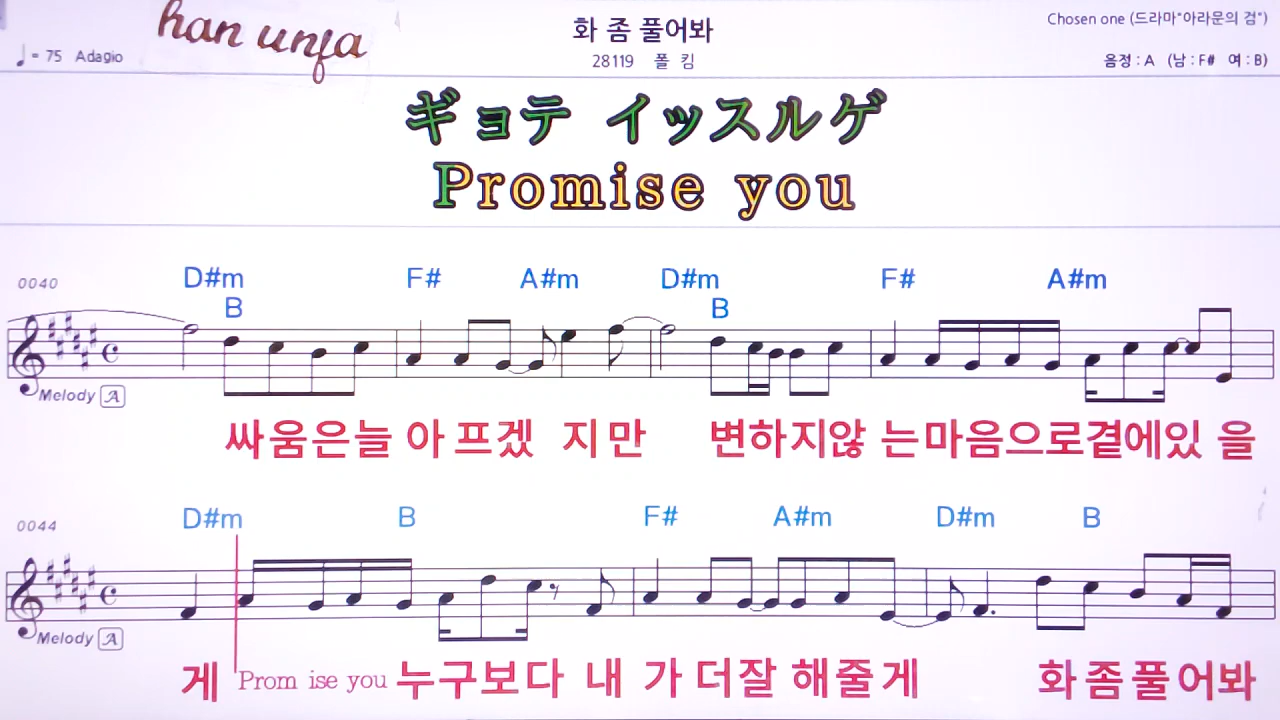 han unja
화 좀 풀어봐
Chosen one (드라마"아라문의 검")
♩= 75 Adagio
28119 폴 킴
음정 : A (남 : F# 여 : B)
ギョテ イッスルゲ
Promise you
0040
D#m F# A#m D#m F# A#m
B B
Melody A
싸움은늘 아 프겠 지 만 변하지않 는마음으로곁에있 을
0044
D#m B F# A#m D#m B
Melody A
게 Prom ise you 누구보다 내 가 더잘 해줄게 화 좀풀어봐